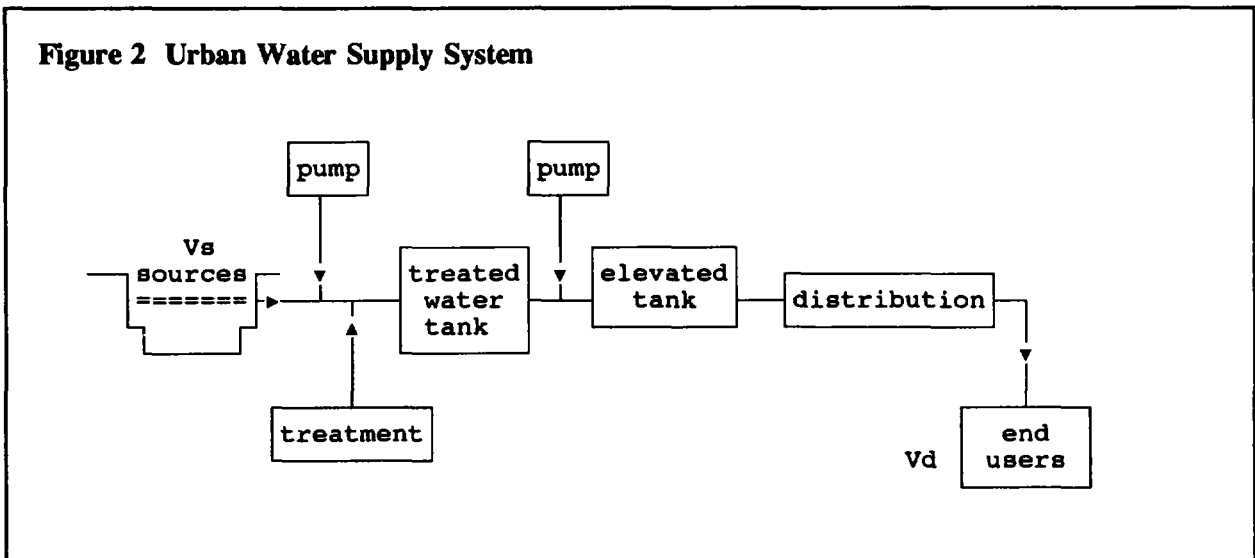 Figure 2 Urban Water Supply System
pump
pump
Vs
sources
=======
treated
water
tank
elevated
tank
distribution
treatment
Vd
end
users